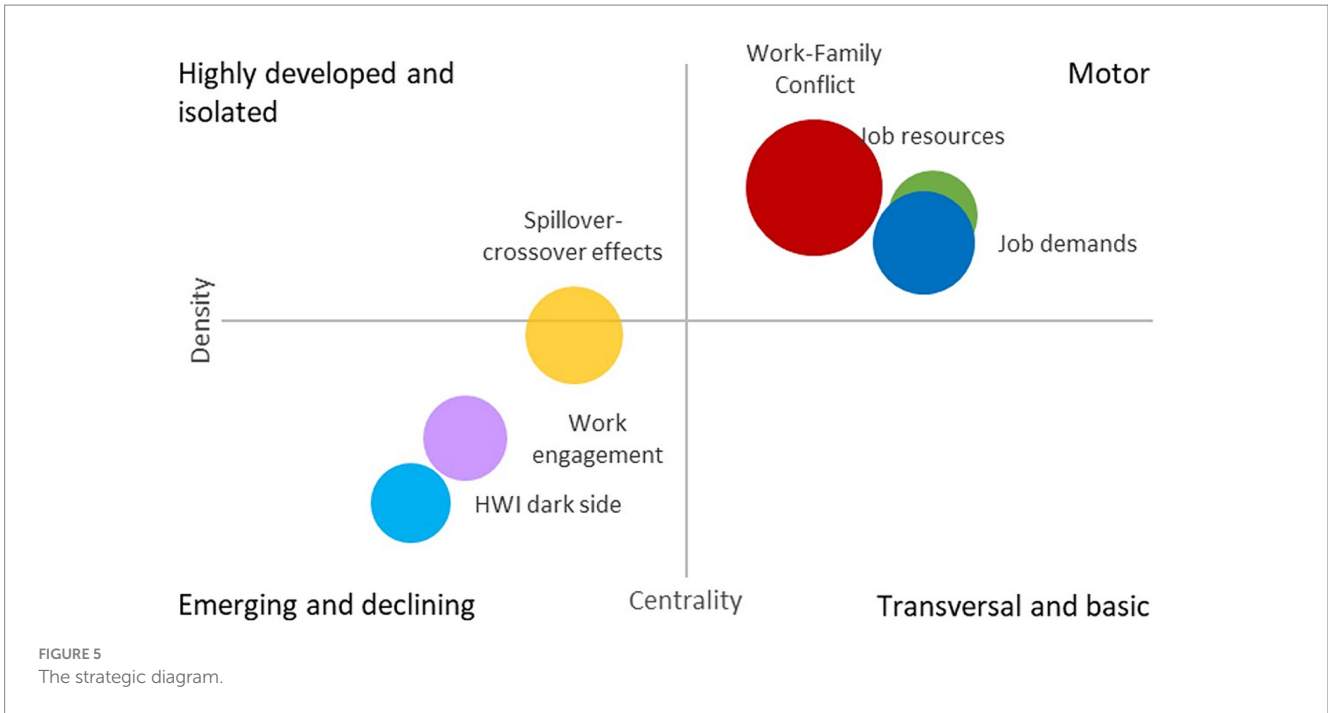 Highly developed and
isolated
Work-Family
Conflict
Motor
Job resources
Spillover-
crossover effects
Job demands
Density
Work
engagement
HWI dark side
Emerging and declining
Centrality
Transversal and basic
FIGURE 5
The strategic diagram.